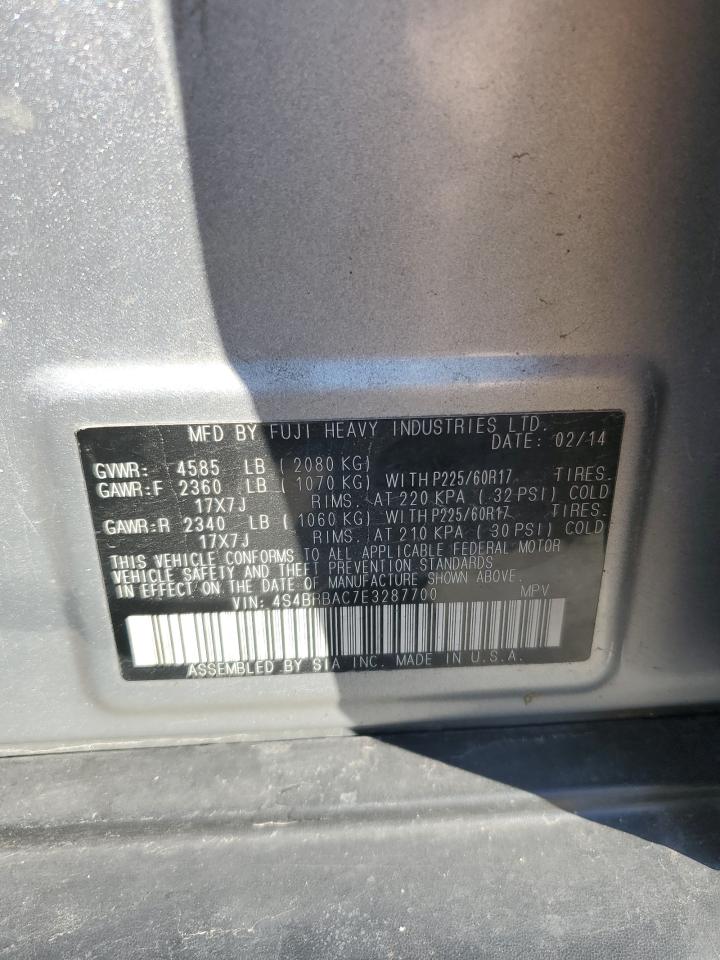 MFD BY FUJI HEAVY INDUSTRIES LTD.
DATE: 02/14
GVWR: 4585 LB ( 2080 KG)
GAWR:F 2360 LB ( 1070 KG) WITH P225/60R17 TIRES
17X7J RIMS. AT 220 KPA ( 32 PSI) COLD
GAWR:R 2340 LB ( 1060 KG) WITH P225/60R17 TIRES.
17X7J RIMS. AT 210 KPA ( 30 PSI) COLD
THIS VEHICLE CONFORMS TO ALL APPLICABLE FEDERAL MOTOR
VEHICLE SAFETY AND THEFT PREVENTION STANDARDS
IN EFFECT ON THE DATE OF MANUFACTURE SHOWN ABOVE.
VIN: 4S4BRBAC7E3287700 MPV
ASSEMBLED BY SIA INC. MADE IN U.S.A.